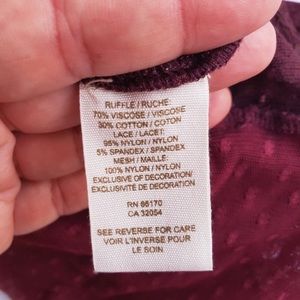 RUFFLE / RUCHE:
70% VISCOSE / VISCOSE
30% COTTON / COTON
LACE / LACET:
95% NYLON / NYLON
5% SPANDEX / SPANDEX
MESH / MAILLE:
100% NYLON / NYLON
EXCLUSIVE OF DECORATION/
EXCLUSIVITÉ DE DECORATION
RN 66170
CA 32054
SEE REVERSE FOR CARE
VOIR L'INVERSE POUR
LE SOIN